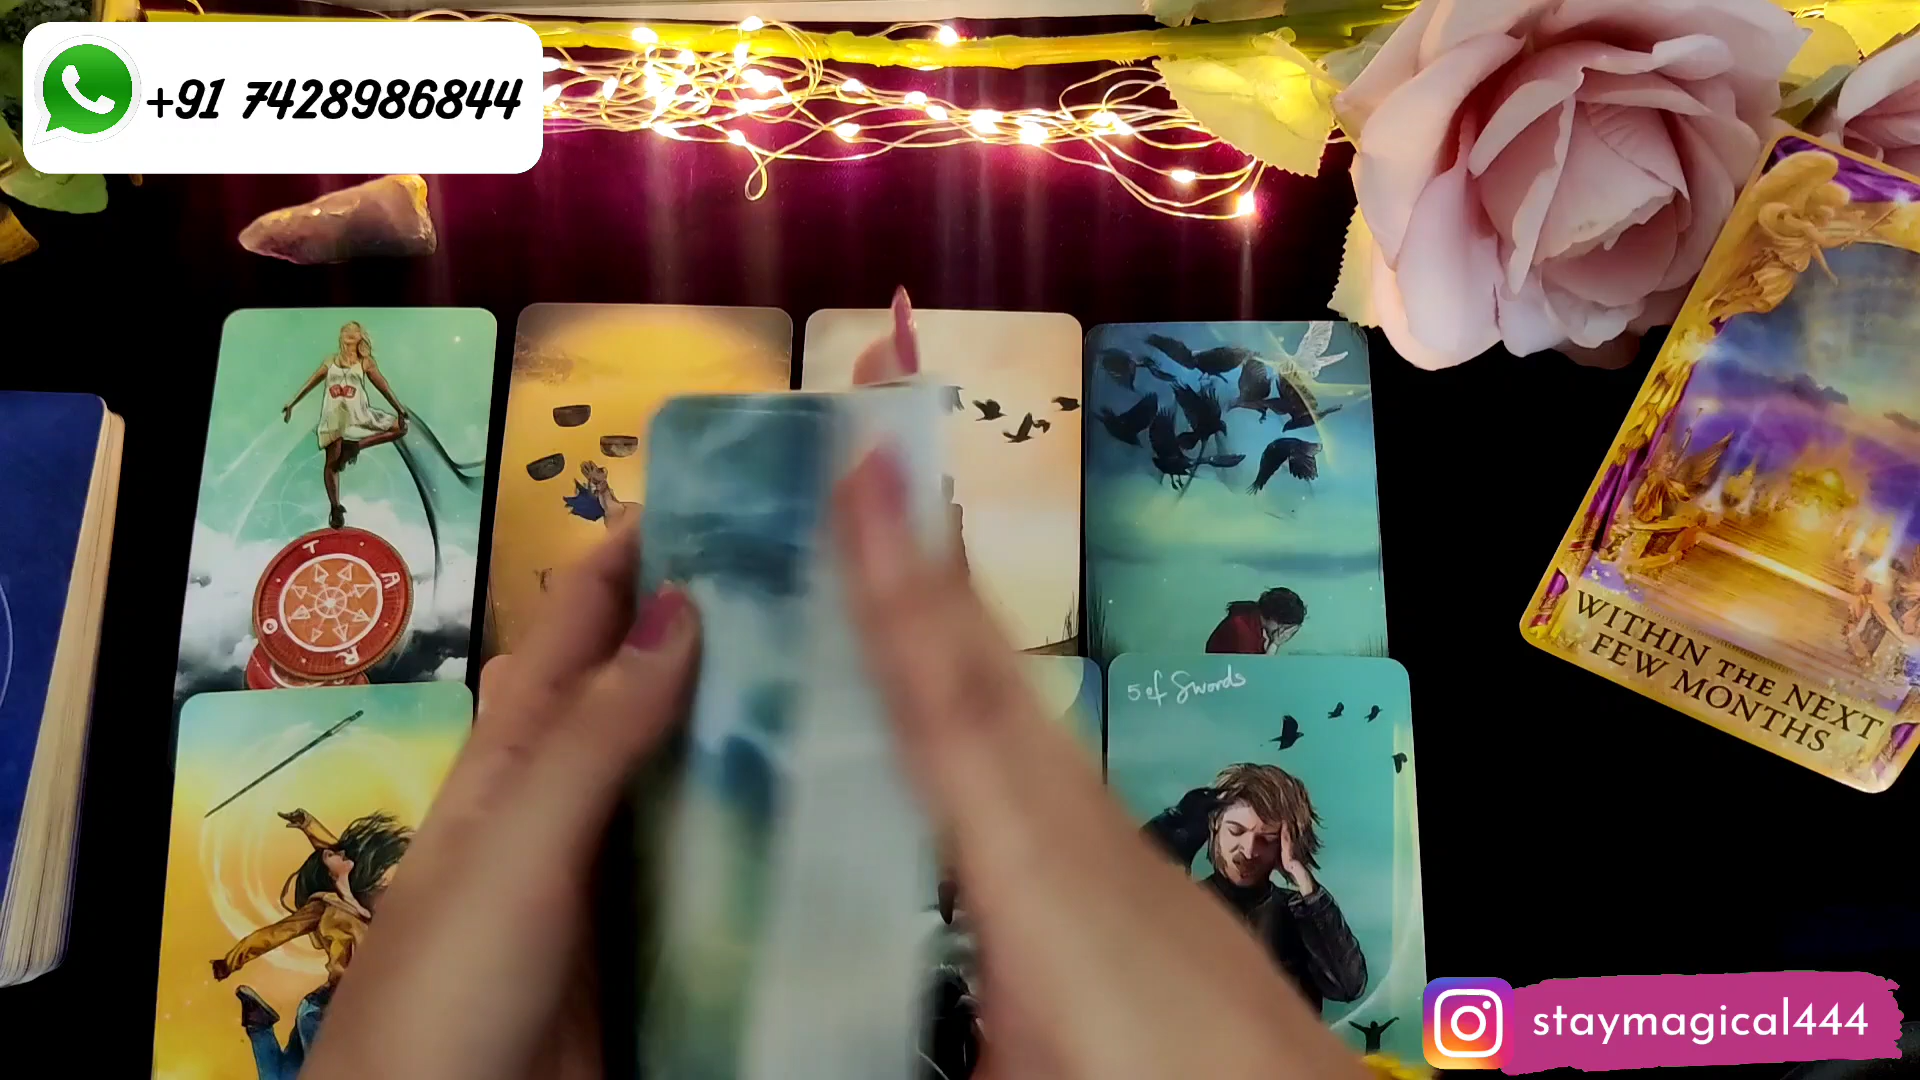 +91 7428986844
T
A
O
R
5 of Swords
WITHIN THE NEXT
FEW MONTHS
staymagical444